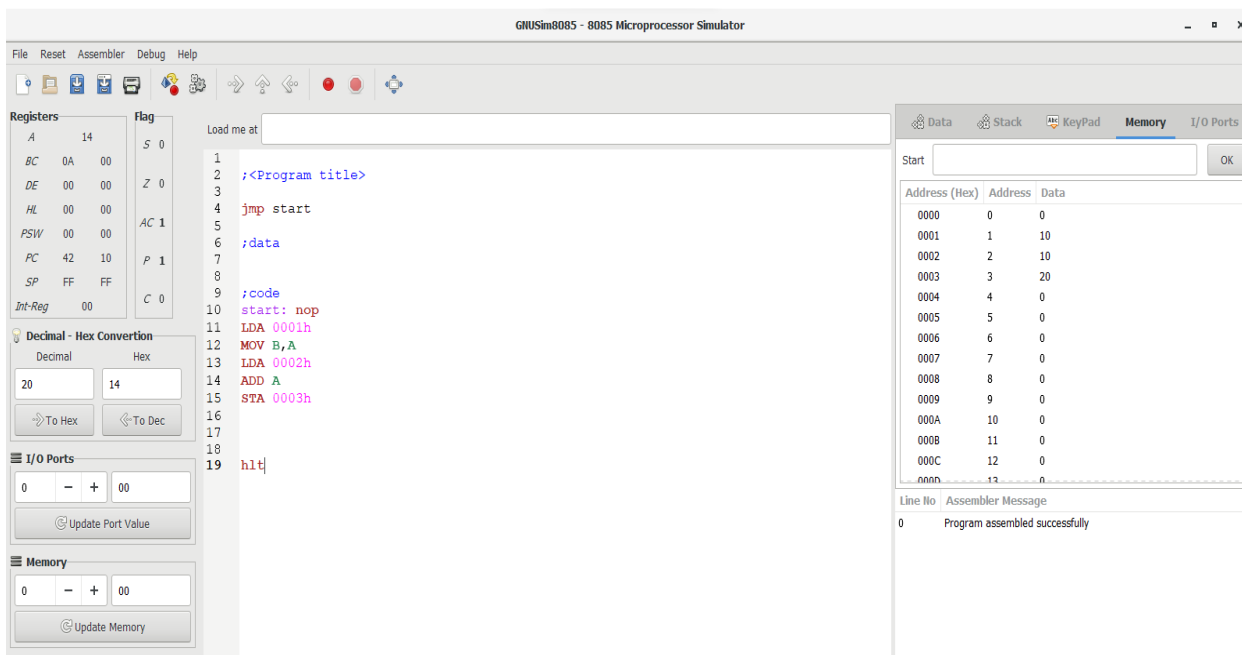 GNUSim8085 - 8085 Microprocessor Simulator
File Reset Assembler Debug Help
Registers
A 14
BC 0A 00
DE 00 00
HL 00 00
PSW 00 00
PC 42 10
SP FF FF
Int-Reg 00
Flag
S 0
Z 0
AC 1
P 1
C 0
Decimal - Hex Convertion
Decimal Hex
20 14
To Hex To Dec
I/O Ports
0 − + 00
Update Port Value
Memory
0 − + 00
Update Memory
Load me at
1
2 ;<Program title>
3
4 jmp start
5
6 ;data
7
8
9 ;code
10 start: nop
11 LDA 0001h
12 MOV B,A
13 LDA 0002h
14 ADD A
15 STA 0003h
16
17
18
19 hlt
Data Stack KeyPad Memory I/O Ports
Start OK
Address (Hex) Address Data
0000 0 0
0001 1 10
0002 2 10
0003 3 20
0004 4 0
0005 5 0
0006 6 0
0007 7 0
0008 8 0
0009 9 0
000A 10 0
000B 11 0
000C 12 0
000D 13 0
Line No Assembler Message
0 Program assembled successfully